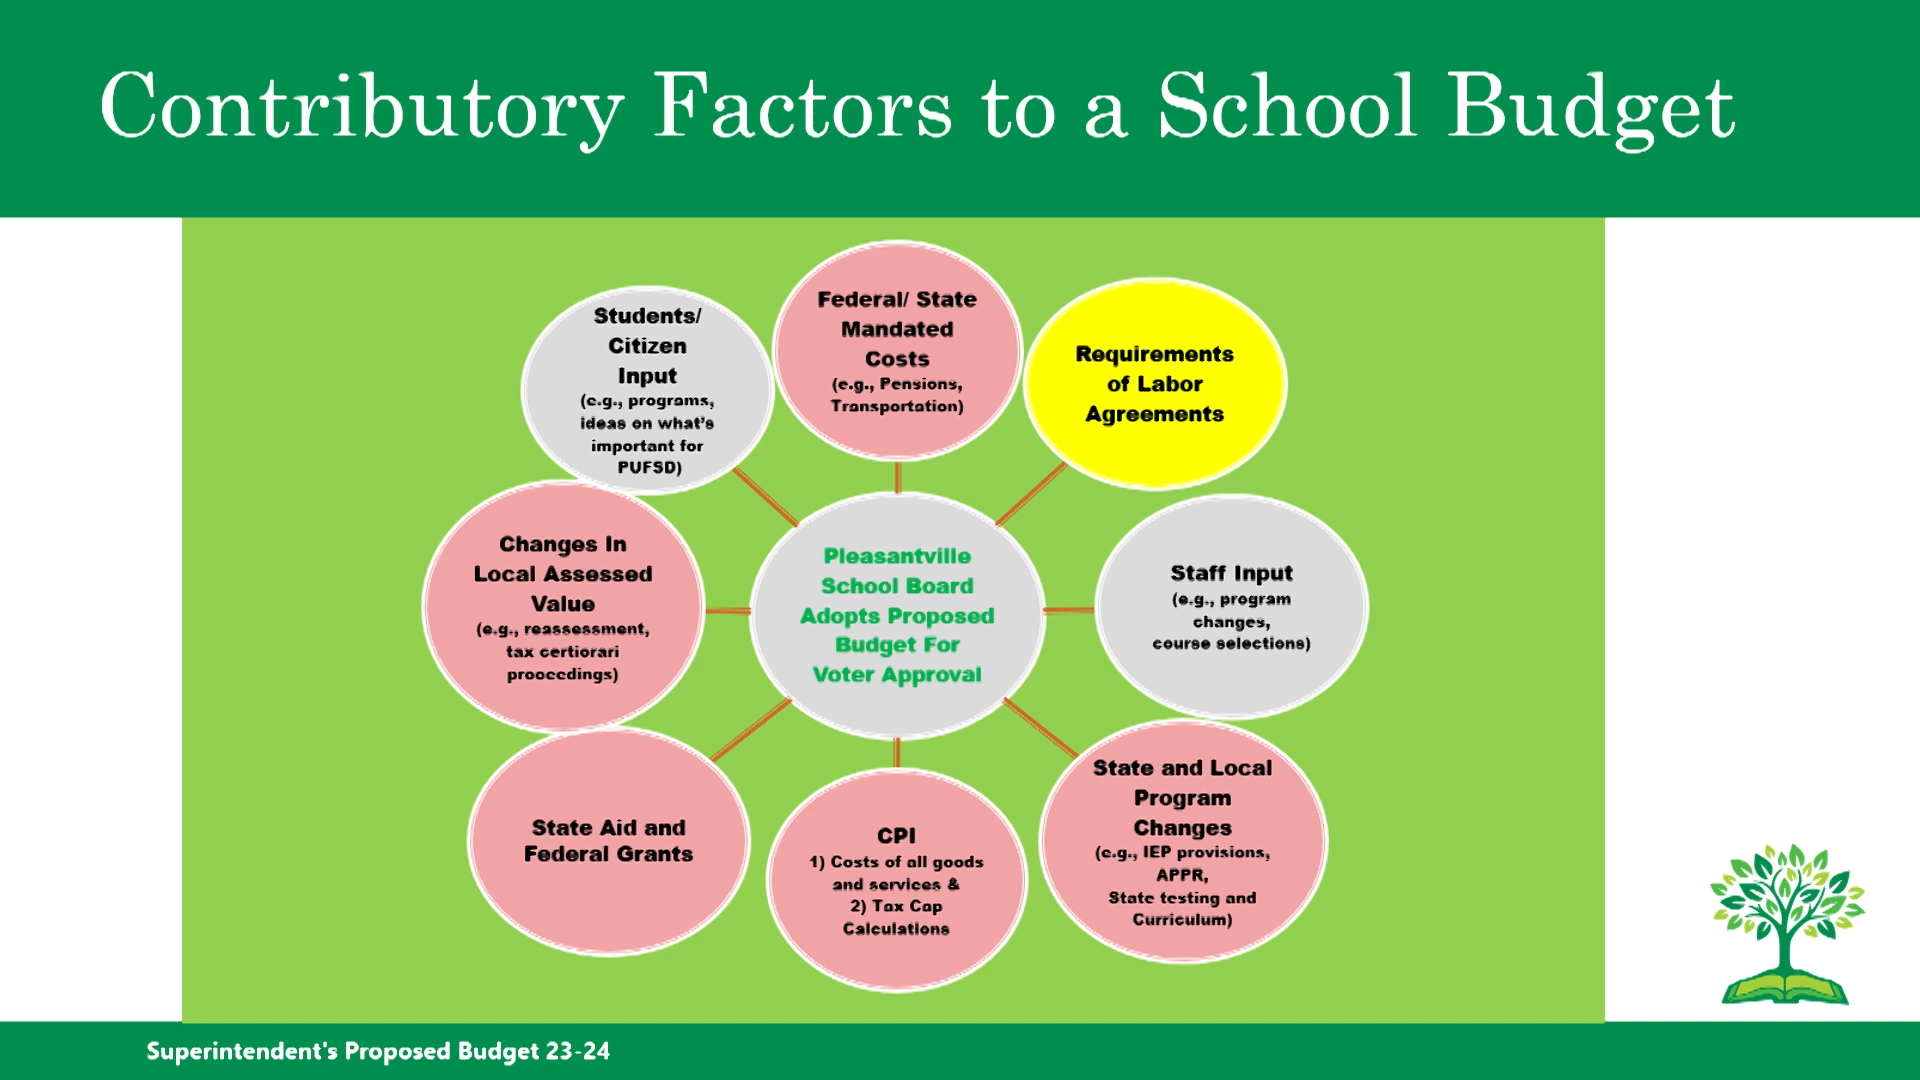 Contributory Factors to a School Budget
Students/
Citizen
Input
(e.g., programs,
ideas on what's
important for
PUFSD)
Federal/ State
Mandated
Costs
(e.g., Pensions,
Transportation)
Requirements
of Labor
Agreements
Changes In
Local Assessed
Value
(e.g., reassessment,
tax certiorari
proceedings)
Pleasantville
School Board
Adopts Proposed
Budget For
Voter Approval
Staff Input
(e.g., program
changes,
course selections)
State Aid and
Federal Grants
CPI
1) Costs of all goods
and services &
2) Tax Cap
Calculations
State and Local
Program
Changes
(e.g., IEP provisions,
APPR,
State testing and
Curriculum)
Superintendent's Proposed Budget 23-24